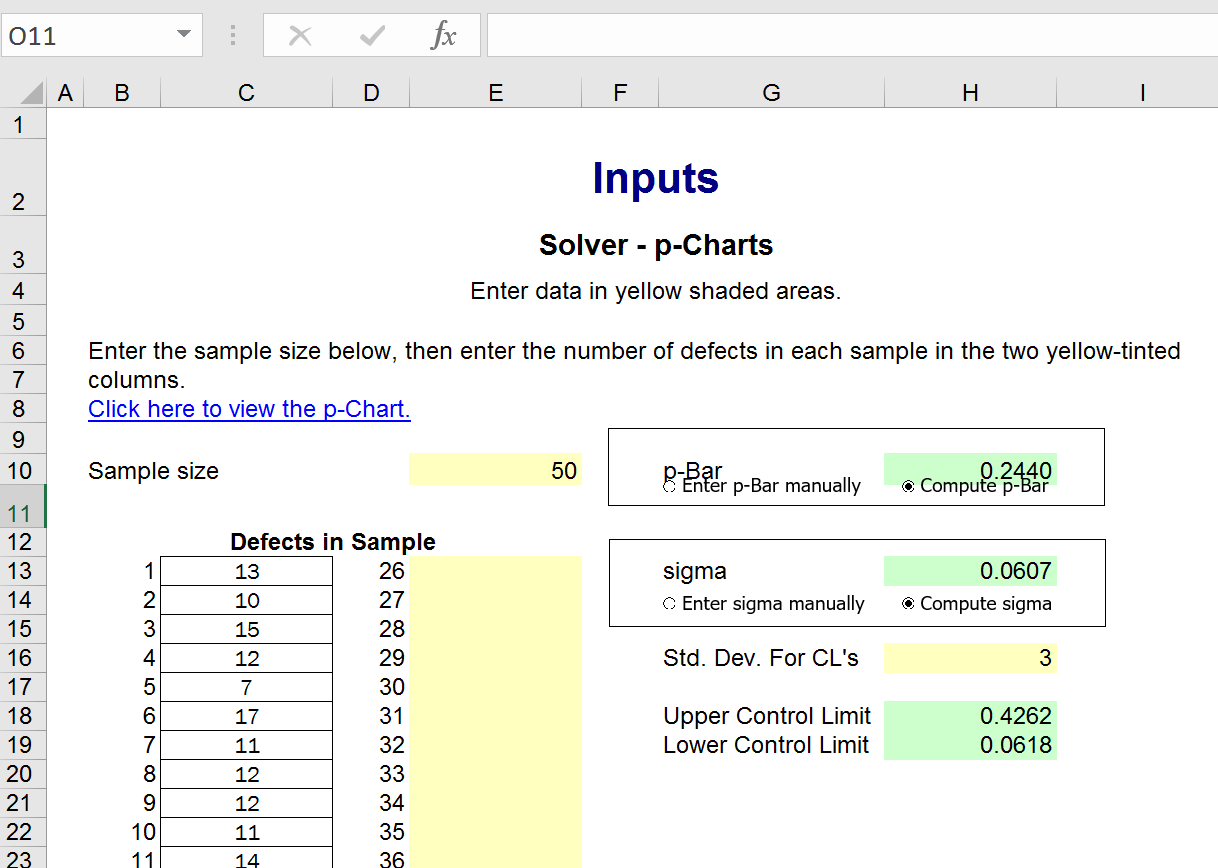 O11 fx
A B C D E F G H I
1
2 Inputs
3 Solver - p-Charts
4 Enter data in yellow shaded areas.
5
6 Enter the sample size below, then enter the number of defects in each sample in the two yellow-tinted
7 columns.
8 Click here to view the p-Chart.
9
10 Sample size 50 p-Bar 0.2440
Enter p-Bar manually Compute p-Bar
11
12 Defects in Sample
13 1 13 26 sigma 0.0607
14 2 10 27 Enter sigma manually Compute sigma
15 3 15 28
16 4 12 29 Std. Dev. For CL's 3
17 5 7 30
18 6 17 31 Upper Control Limit 0.4262
19 7 11 32 Lower Control Limit 0.0618
20 8 12 33
21 9 12 34
22 10 11 35
23 11 14 36